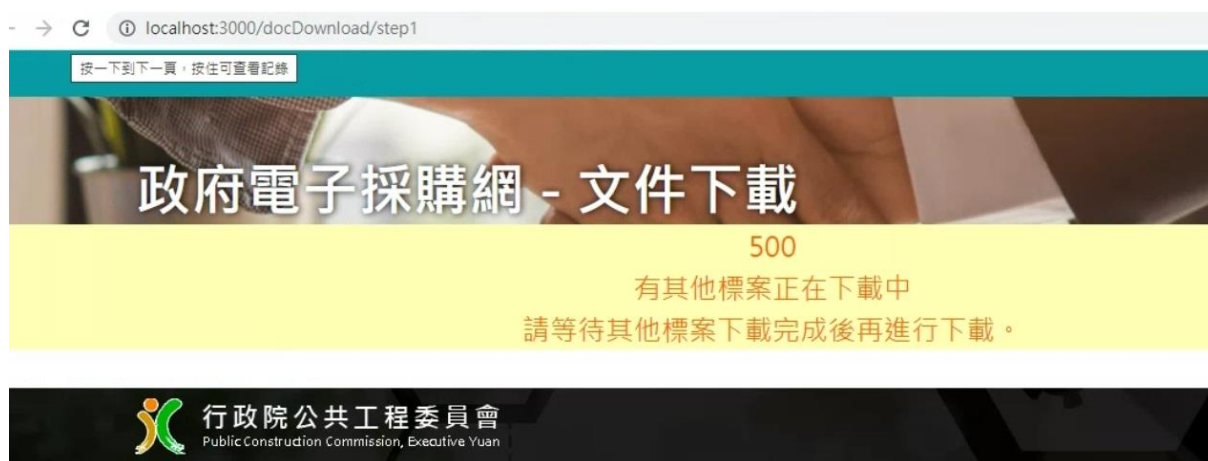 localhost:3000/docDownload/step1
按一下到下一頁，按住可查看記錄
政府電子採購網 - 文件下載
500
有其他標案正在下載中
請等待其他標案下載完成後再進行下載。
行政院公共工程委員會
Public Construction Commission, Executive Yuan